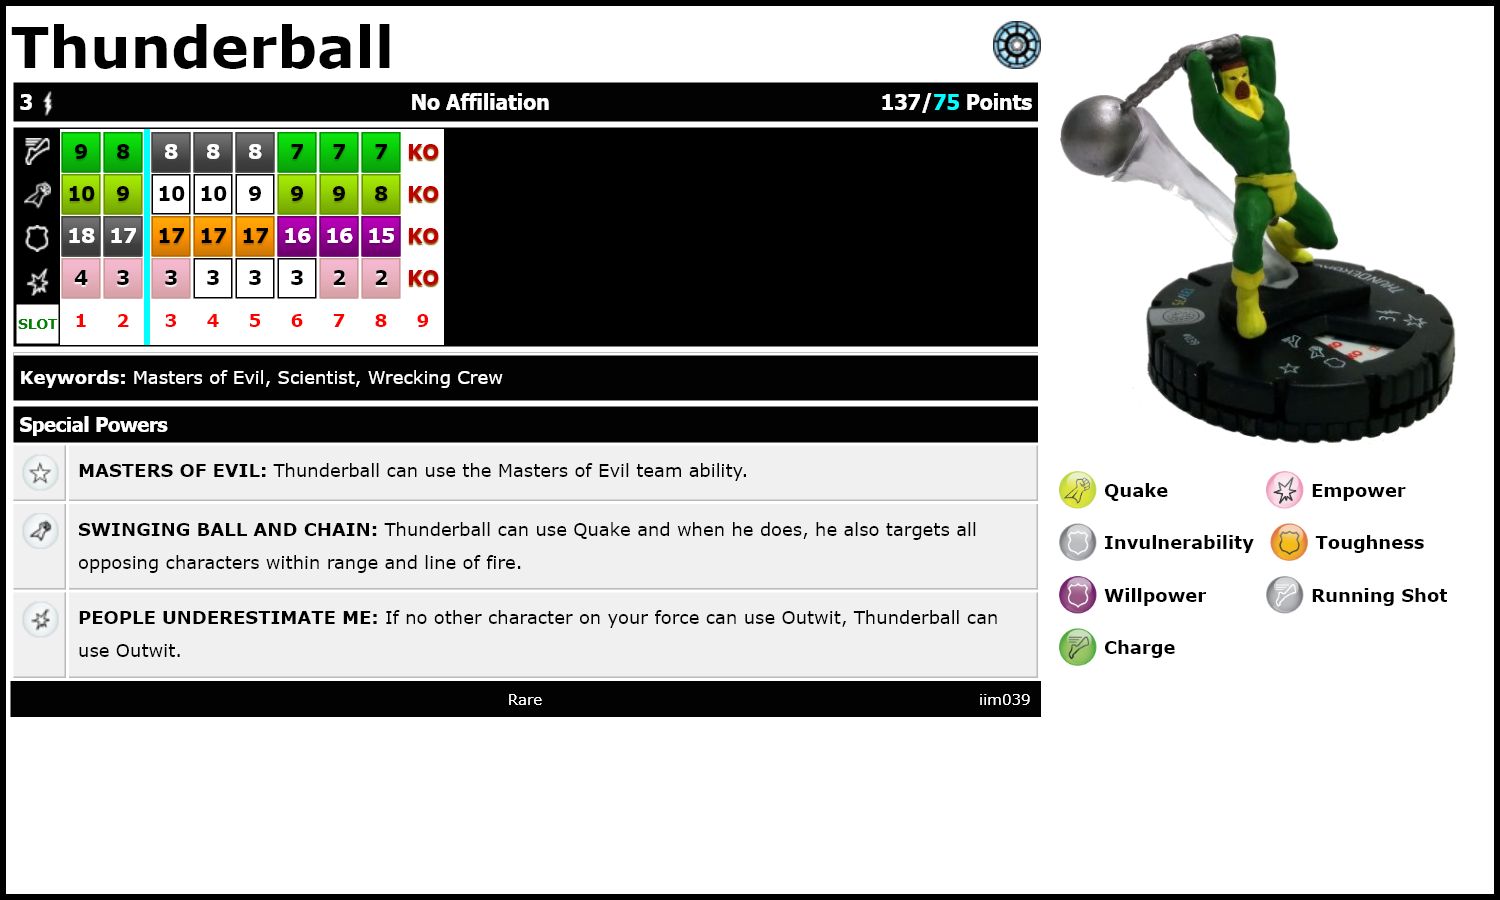 Thunderball
3 No Affiliation 137/75 Points
9 8 8 8 8 7 7 7 KO
10 9 10 10 9 9 9 8 KO
18 17 17 17 17 16 16 15 KO
4 3 3 3 3 3 2 2 KO
SLOT 1 2 3 4 5 6 7 8 9
Keywords: Masters of Evil, Scientist, Wrecking Crew
Special Powers
MASTERS OF EVIL: Thunderball can use the Masters of Evil team ability.
SWINGING BALL AND CHAIN: Thunderball can use Quake and when he does, he also targets all
opposing characters within range and line of fire.
PEOPLE UNDERESTIMATE ME: If no other character on your force can use Outwit, Thunderball can
use Outwit.
Rare iim039
THUNDERBALL
Quake Empower
Invulnerability Toughness
Willpower Running Shot
Charge